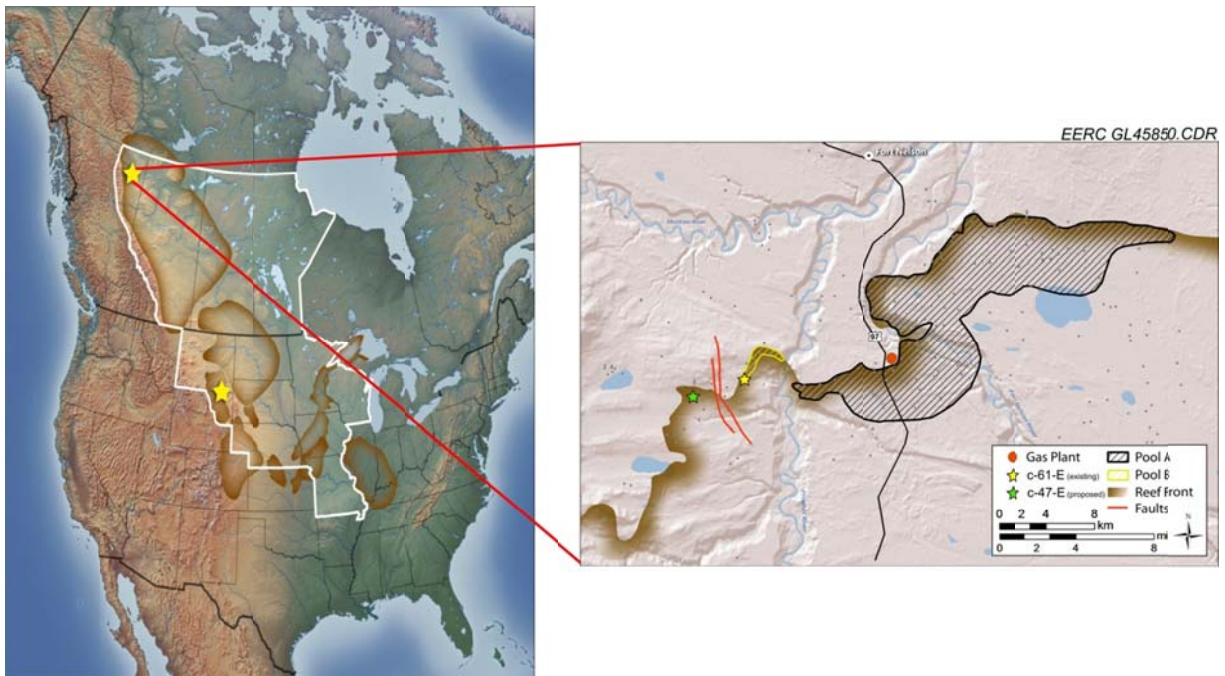 EERC GL45850.CDR
Fort Nelson
97
Gas Plant
c-61-E (existing)
c-47-E (proposed)
Pool A
Pool B
Reef Front
Faults
N
0 2 4 8
km
0 2 4 8
mi